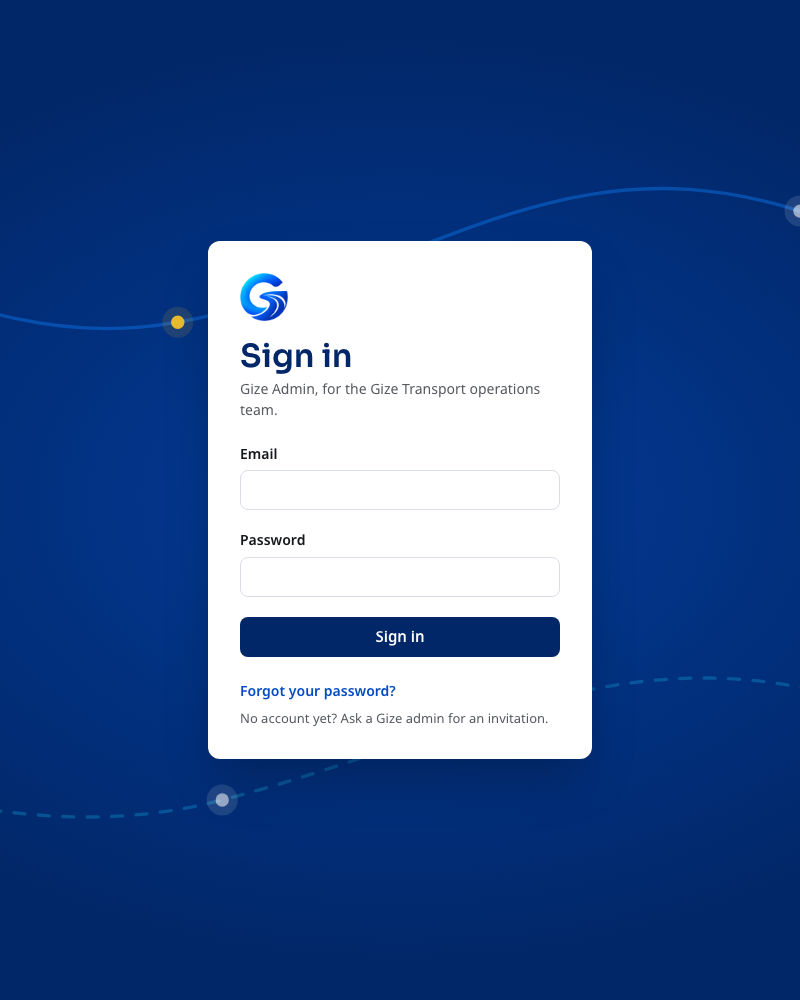 Sign in
Gize Admin, for the Gize Transport operations
team.
Email
Password
Sign in
Forgot your password?
No account yet? Ask a Gize admin for an invitation.